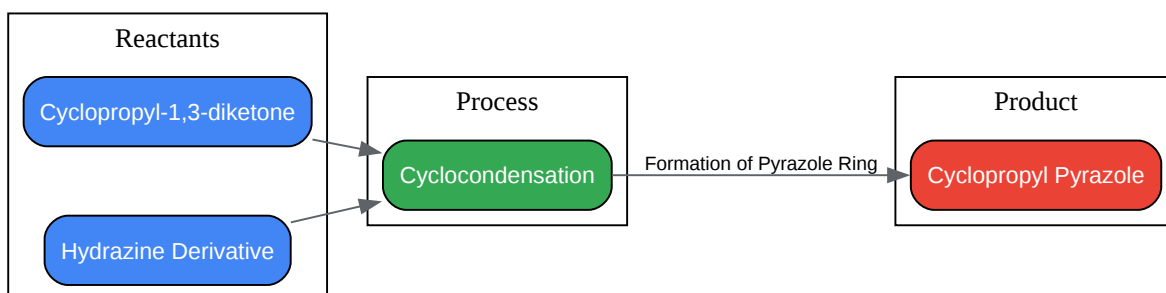 Reactants
Cyclopropyl-1,3-diketone
Hydrazine Derivative
Process
Cyclocondensation
Formation of Pyrazole Ring
Product
Cyclopropyl Pyrazole